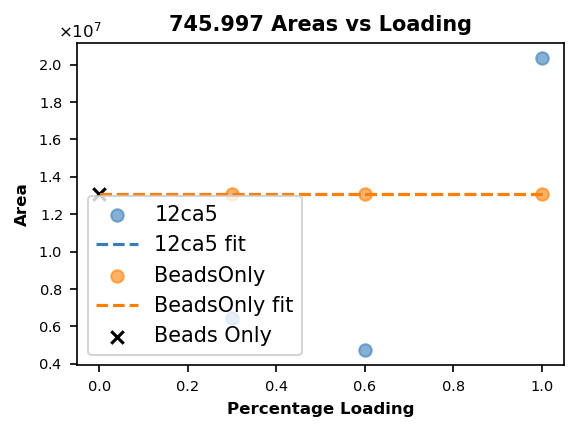 745.997 Areas vs Loading
×10⁷
2.0
1.8
1.6
1.4
1.2
1.0
0.8
0.6
0.4
Area
12ca5
12ca5 fit
BeadsOnly
BeadsOnly fit
Beads Only
0.0 0.2 0.4 0.6 0.8 1.0
Percentage Loading